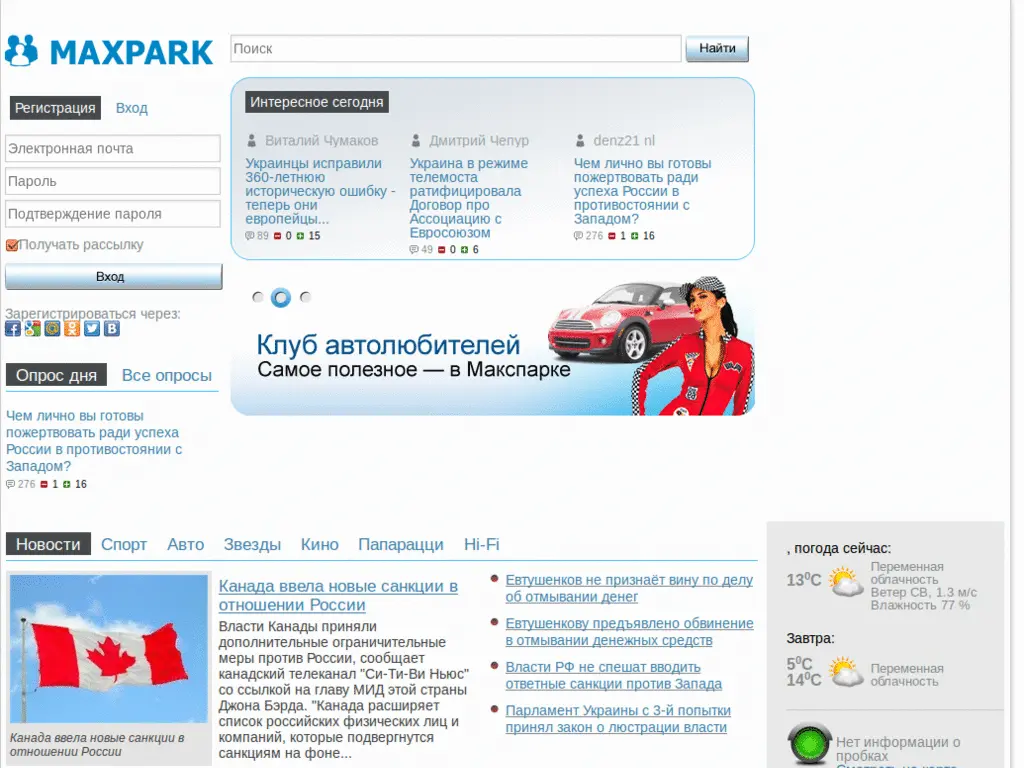 MAXPARK
Поиск
Найти
Регистрация
Вход
Электронная почта
Пароль
Подтверждение пароля
Получать рассылку
Вход
Зарегистрироваться через:
Опрос дня
Все опросы
Чем лично вы готовы
пожертвовать ради успеха
России в противостоянии с
Западом?
276 1 16
Интересное сегодня
Виталий Чумаков
Украинцы исправили
360-летнюю
историческую ошибку -
теперь они
европейцы...
89 0 15
Дмитрий Чепур
Украина в режиме
телемоста
ратифицировала
Договор про
Ассоциацию с
Евросоюзом
49 0 6
denz21 nl
Чем лично вы готовы
пожертвовать ради
успеха России в
противостоянии с
Западом?
276 1 16
Клуб автолюбителей
Самое полезное — в Макспарке
Новости Спорт Авто Звезды Кино Папарацци Hi-Fi
Канада ввела новые санкции в
отношении России
Канада ввела новые санкции в
отношении России
Власти Канады приняли
дополнительные ограничительные
меры против России, сообщает
канадский телеканал "Си-Ти-Ви Ньюс"
со ссылкой на главу МИД этой страны
Джона Бэрда. "Канада расширяет
список российских физических лиц и
компаний, которые подвергнутся
санкциям на фоне...
Евтушенков не признаёт вину по делу
об отмывании денег
Евтушенкову предъявлено обвинение
в отмывании денежных средств
Власти РФ не спешат вводить
ответные санкции против Запада
Парламент Украины с 3-й попытки
принял закон о люстрации власти
, погода сейчас:
13⁰C
Переменная
облачность
Ветер СВ, 1.3 м/с
Влажность 77 %
Завтра:
5⁰C
14⁰C
Переменная
облачность
Нет информации о
пробках
Смотреть на карте